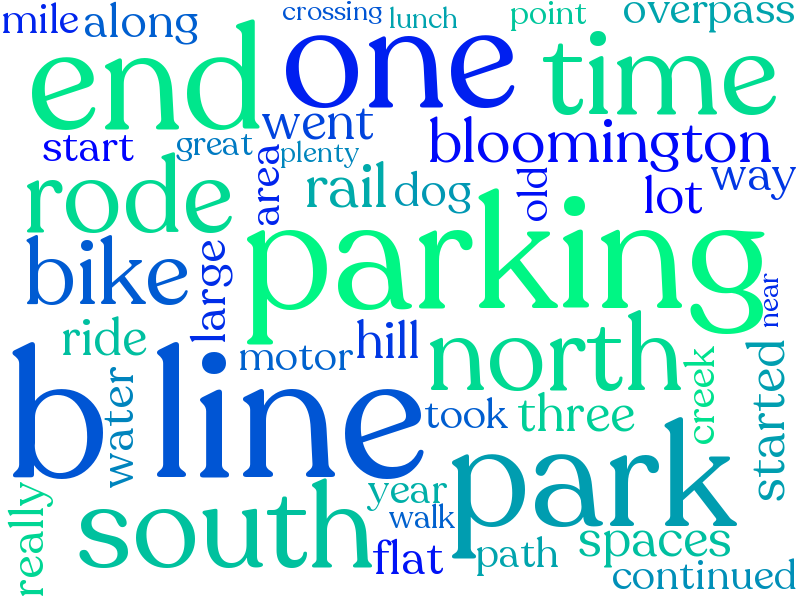 mile along crossing lunch point overpass
end one time
start great went plenty bloomington
rode area rail dog old lot way
bike large parking near
ride motor hill north
b line water took three creek started
really south year walk park
flat path spaces
continued